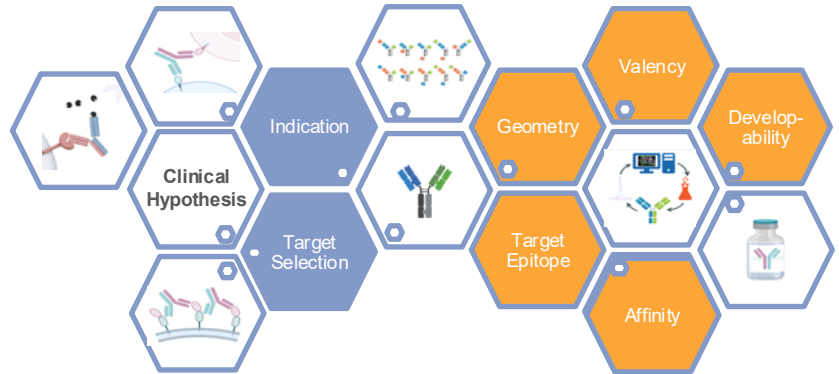 Valency
Indication
Geometry
Develop-
ability
Clinical
Hypothesis
Target
Selection
Target
Epitope
Affinity